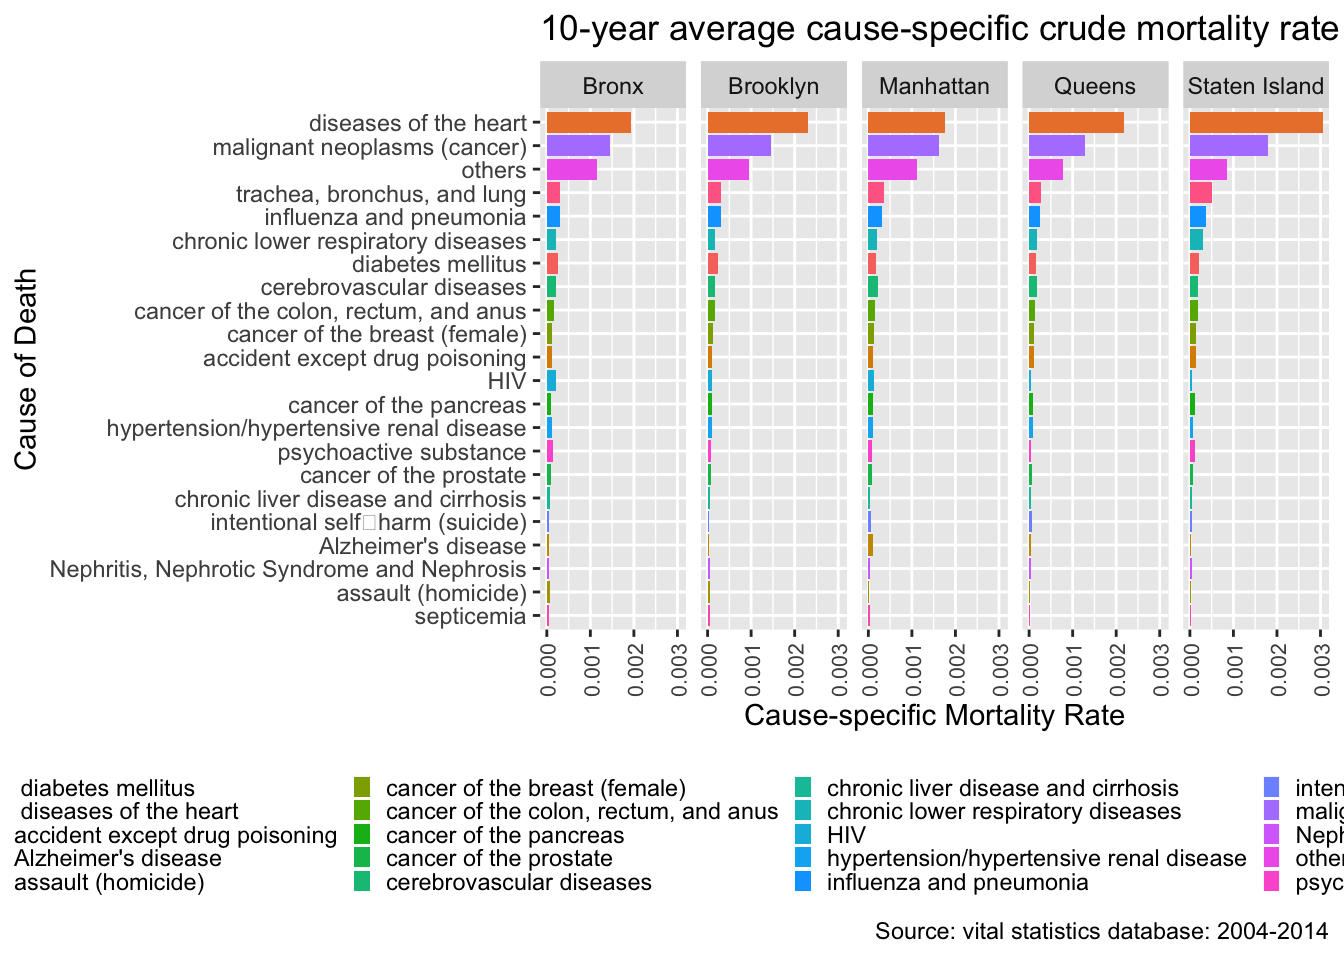 10-year average cause-specific crude mortality rate
Bronx Brooklyn Manhattan Queens Staten Island
Cause of Death
diseases of the heart
malignant neoplasms (cancer)
others
trachea, bronchus, and lung
influenza and pneumonia
chronic lower respiratory diseases
diabetes mellitus
cerebrovascular diseases
cancer of the colon, rectum, and anus
cancer of the breast (female)
accident except drug poisoning
HIV
cancer of the pancreas
hypertension/hypertensive renal disease
psychoactive substance
cancer of the prostate
chronic liver disease and cirrhosis
intentional self□harm (suicide)
Alzheimer's disease
Nephritis, Nephrotic Syndrome and Nephrosis
assault (homicide)
septicemia
0.000 0.001 0.002 0.003 0.000 0.001 0.002 0.003 0.000 0.001 0.002 0.003 0.000 0.001 0.002 0.003 0.000 0.001 0.002 0.003
Cause-specific Mortality Rate
diabetes mellitus cancer of the breast (female) chronic liver disease and cirrhosis inten
diseases of the heart cancer of the colon, rectum, and anus chronic lower respiratory diseases malig
accident except drug poisoning cancer of the pancreas HIV Neph
Alzheimer's disease cancer of the prostate hypertension/hypertensive renal disease other
assault (homicide) cerebrovascular diseases influenza and pneumonia psyc
Source: vital statistics database: 2004-2014